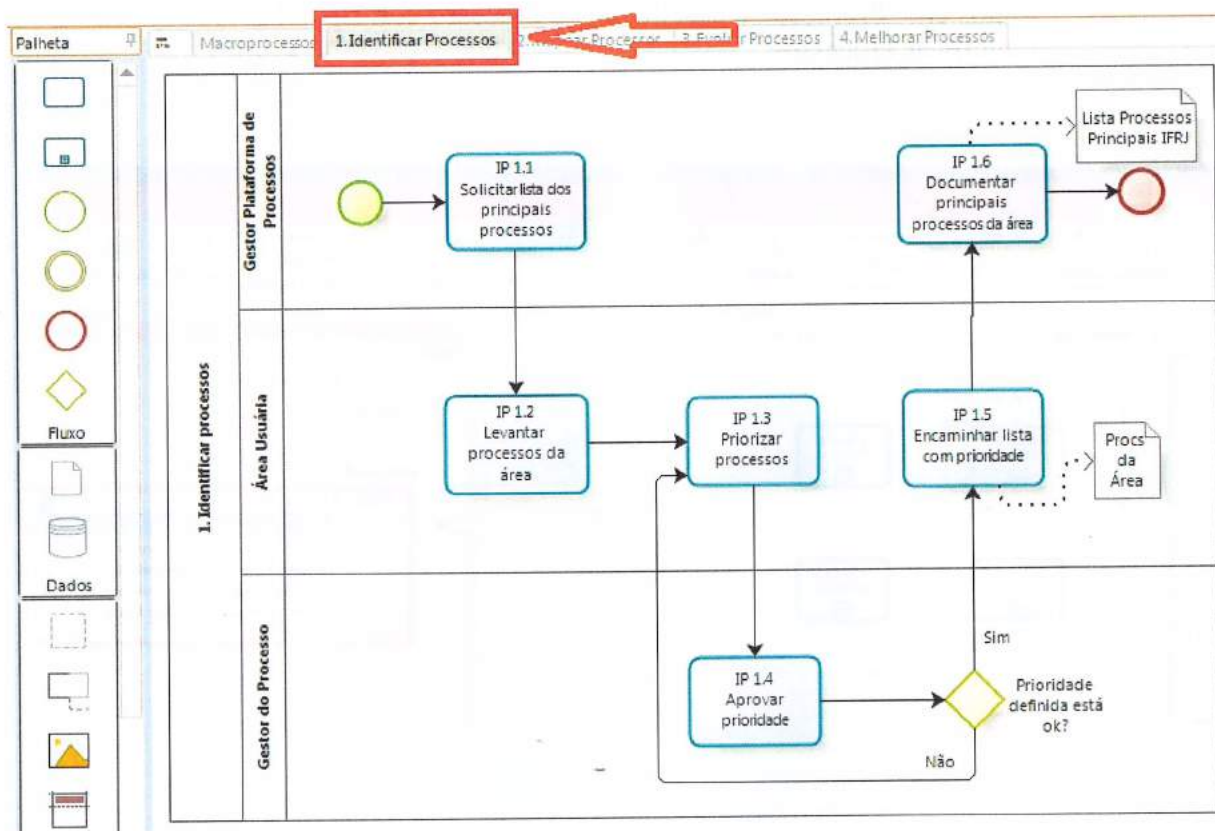 Palheta
Macroprocessos
1.Identificar Processos
Processos
3.
Processos
4.Melhorar Processos
Fluxo
Dados
1.Identificar processos
Gestor Plataforma de
Processos
Área Usuária
Gestor do Processo
IP 1.1
Solicitar lista dos
principais
processos
IP 1.6
Documentar
principais
processos da área
Lista Processos
Principais IFRJ
IP 1.2
Levantar
processos da
área
IP 1.3
Priorizar
processos
IP 1.5
Encaminhar lista
com prioridade
Procs
da
Área
IP 1.4
Aprovar
prioridade
Sim
Não
Prioridade
definida está
ok?